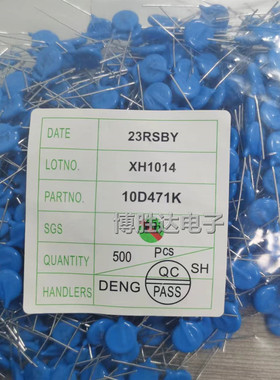 DATE 23RSBY
LOTNO. XH1014
PARTNO. 10D471K
SGS
博胜达电子
QUANTITY 500 PCS
HANDLERS DENG QC PASS SH